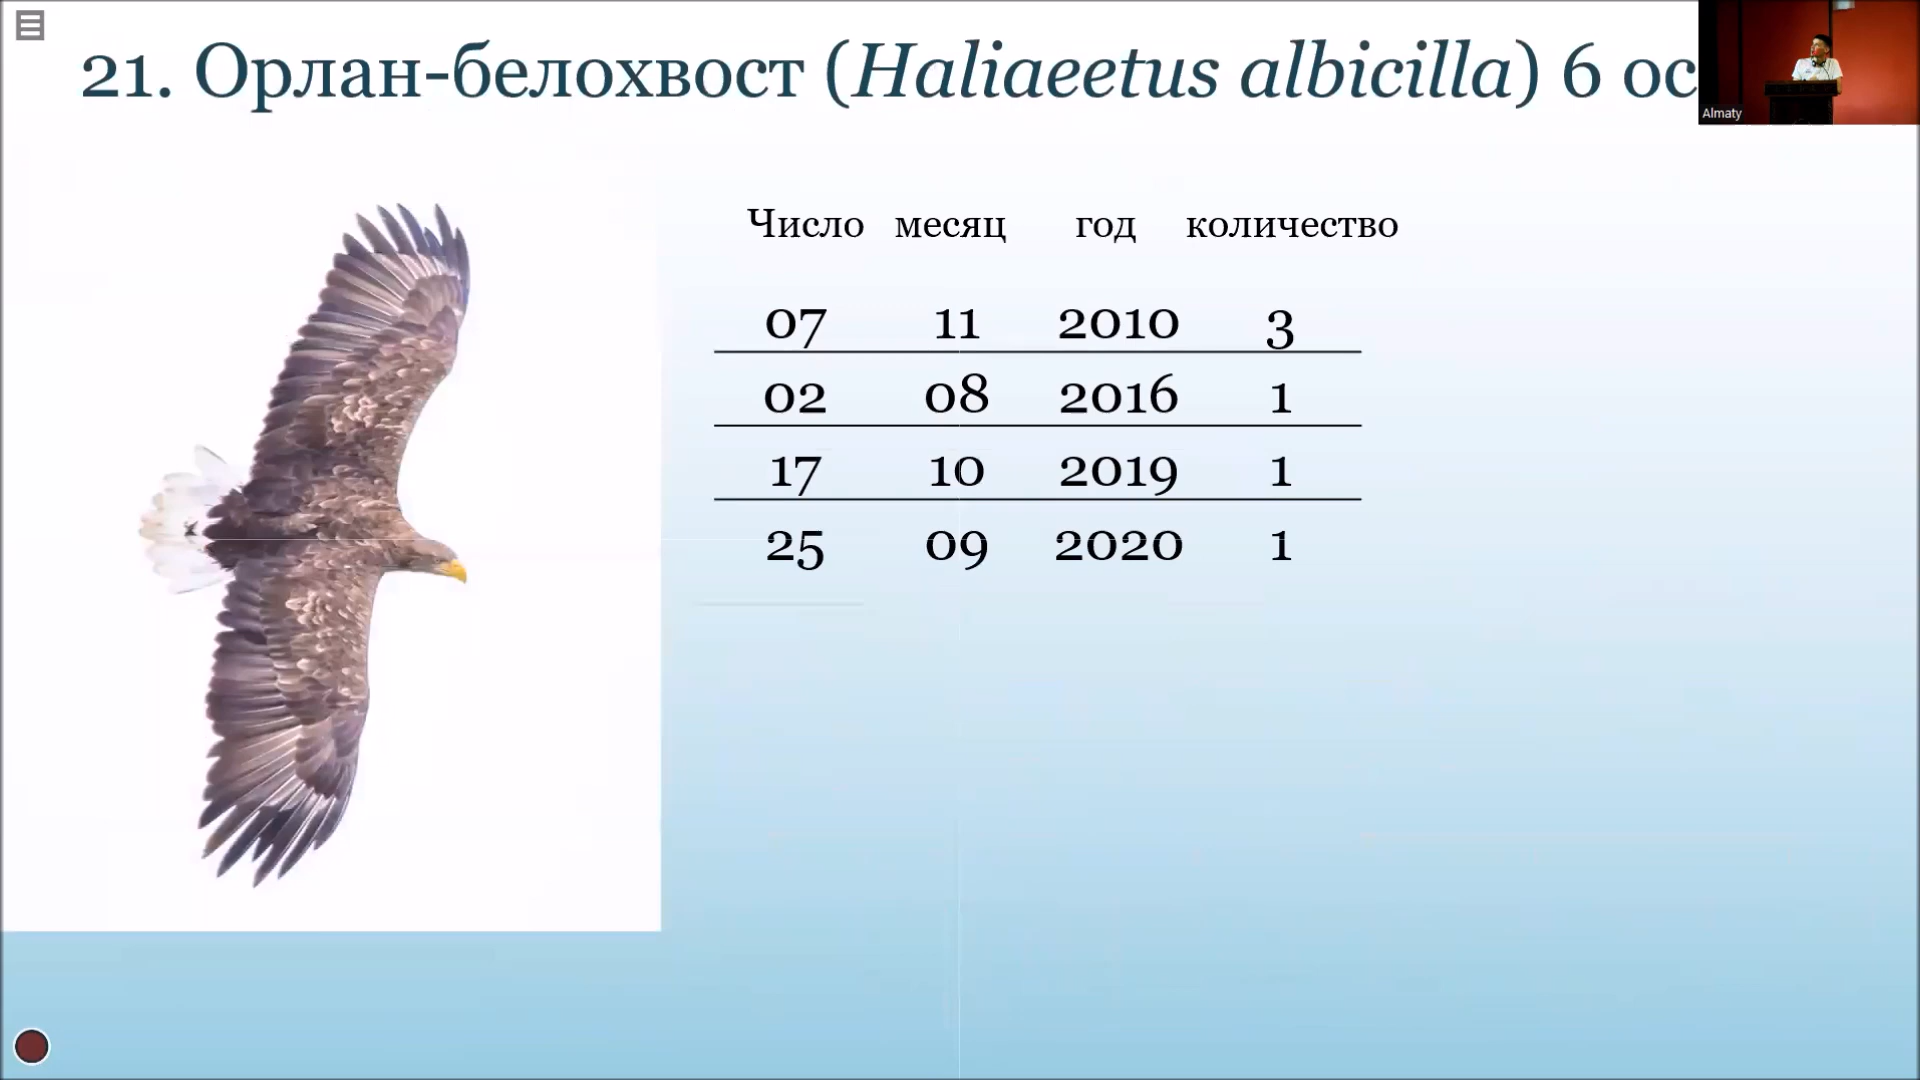 21. Орлан-белохвост (Haliaeetus albicilla) 6 ос
Almaty
Число месяц год количество
07 11 2010 3
02 08 2016 1
17 10 2019 1
25 09 2020 1